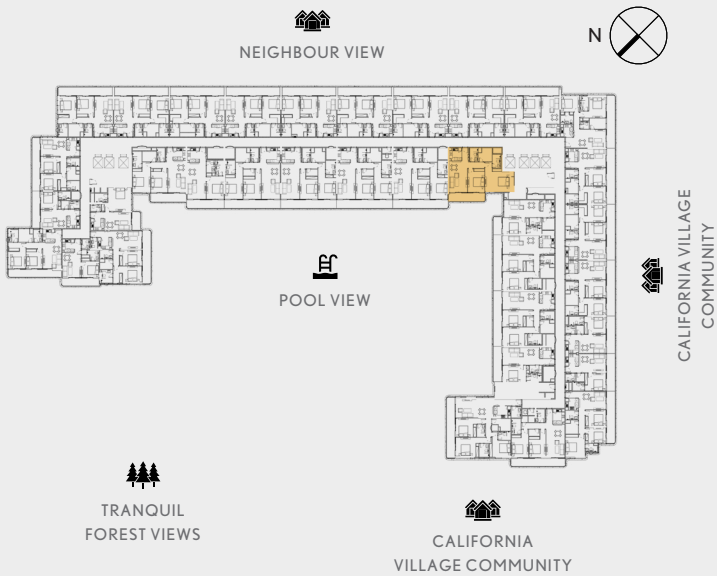 N
NEIGHBOUR VIEW
POOL VIEW
CALIFORNIA VILLAGE
COMMUNITY
TRANQUIL
FOREST VIEWS
CALIFORNIA
VILLAGE COMMUNITY